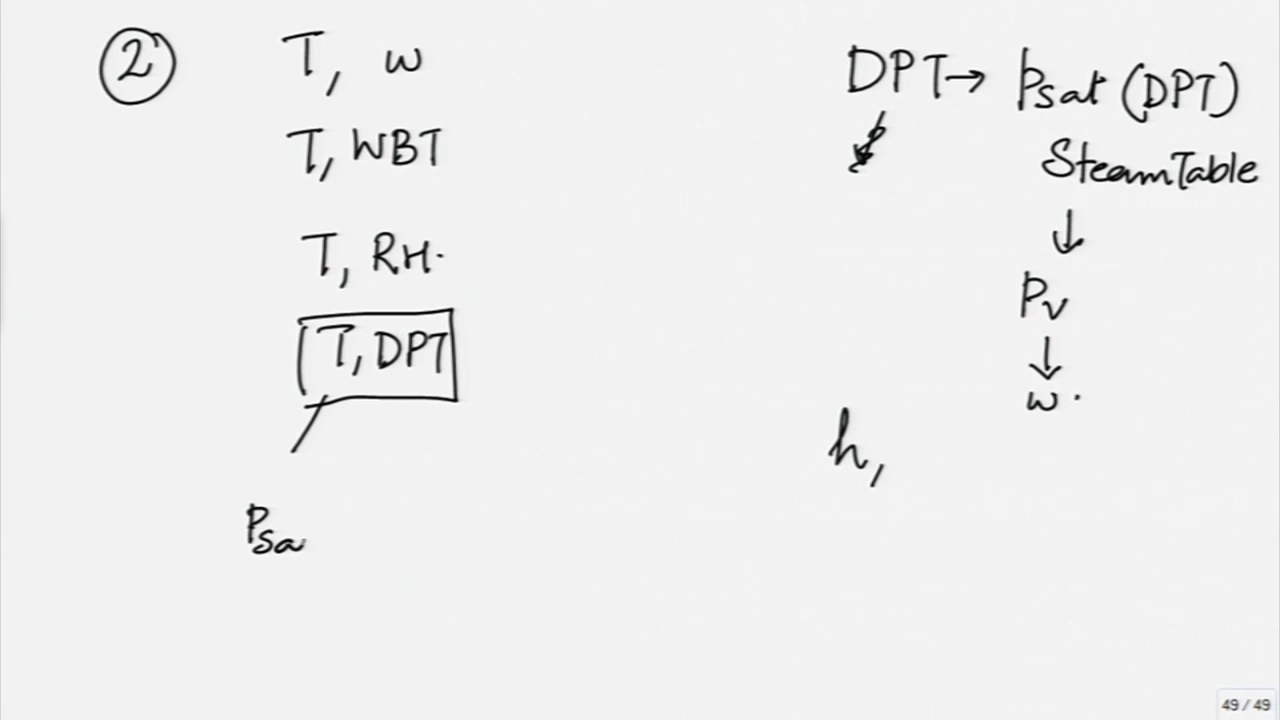 ② T, w
T, WBT
T, RH.
T, DPT
Psa
DPT → Psat (DPT)
Steam Table
↓
Pv
↓
w.
h,
49 / 49